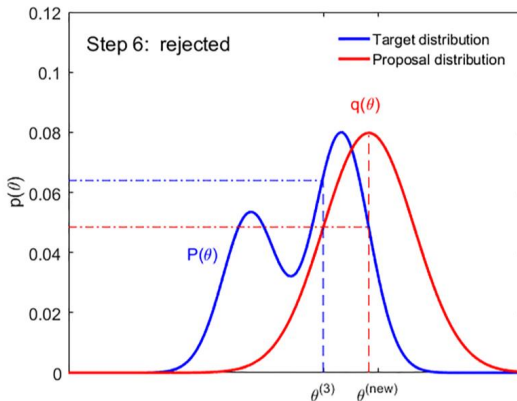 0.12
Step 6: rejected
Target distribution
Proposal distribution
0.1
q(θ)
0.08
0.06
p(θ)
P(θ)
0.04
0.02
0
θ^(3)
θ^(new)